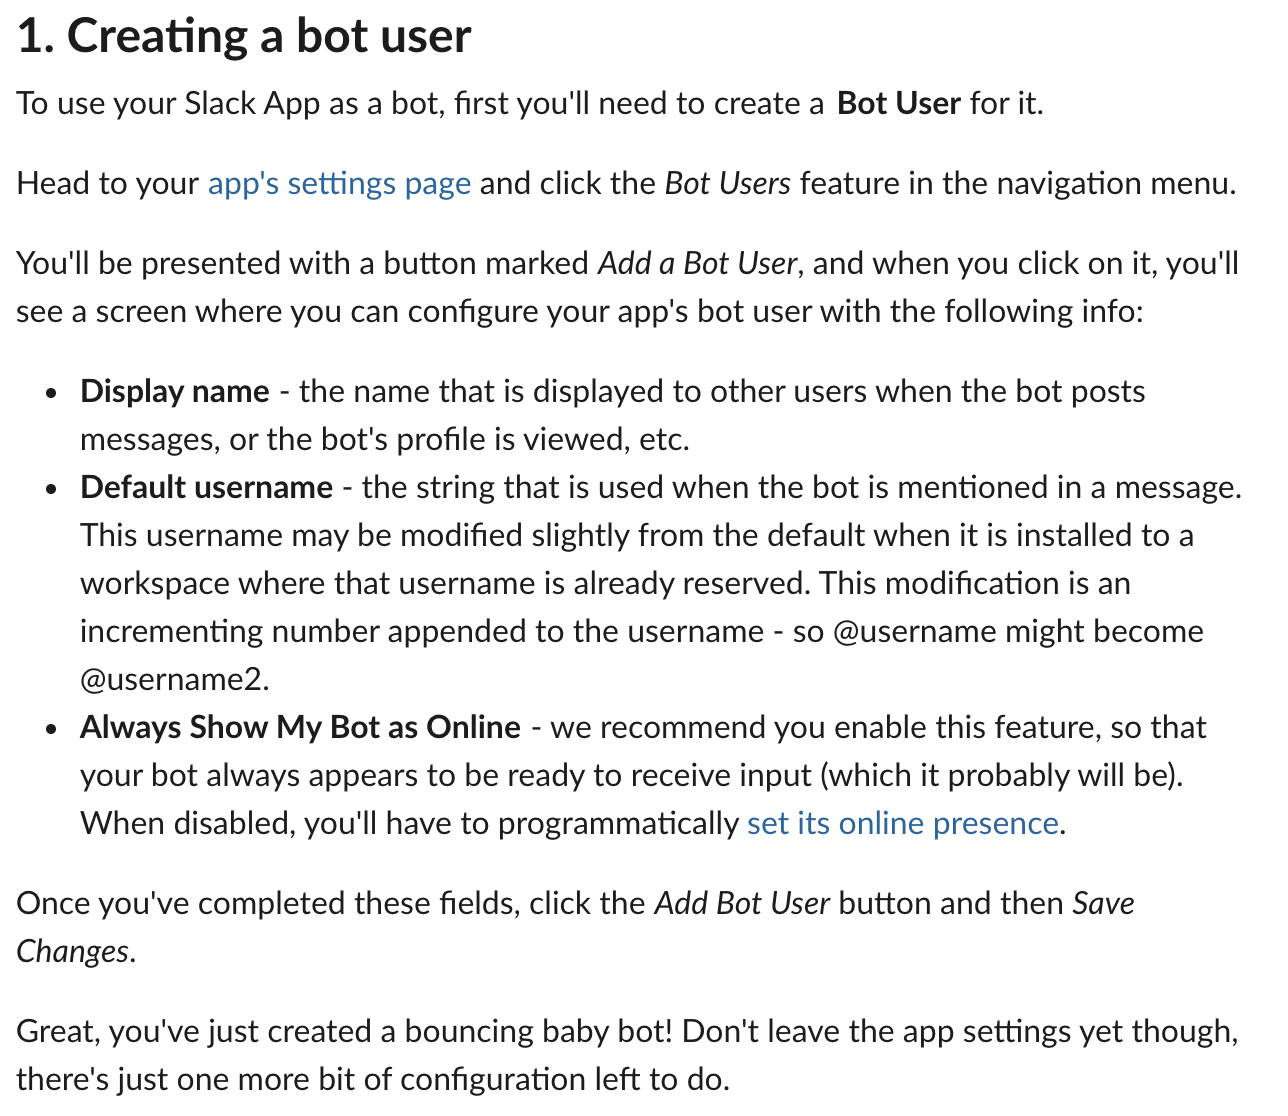 1. Creating a bot user
To use your Slack App as a bot, first you'll need to create a Bot User for it.
Head to your app's settings page and click the Bot Users feature in the navigation menu.
You'll be presented with a button marked Add a Bot User, and when you click on it, you'll
see a screen where you can configure your app's bot user with the following info:
• Display name - the name that is displayed to other users when the bot posts
messages, or the bot's profile is viewed, etc.
• Default username - the string that is used when the bot is mentioned in a message.
This username may be modified slightly from the default when it is installed to a
workspace where that username is already reserved. This modification is an
incrementing number appended to the username - so @username might become
@username2.
• Always Show My Bot as Online - we recommend you enable this feature, so that
your bot always appears to be ready to receive input (which it probably will be).
When disabled, you'll have to programmatically set its online presence.
Once you've completed these fields, click the Add Bot User button and then Save
Changes.
Great, you've just created a bouncing baby bot! Don't leave the app settings yet though,
there's just one more bit of configuration left to do.